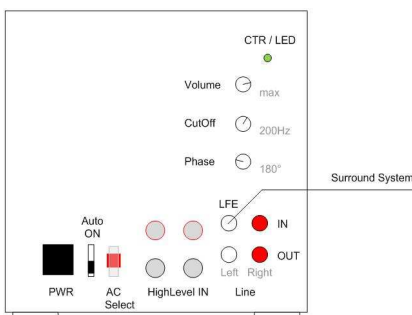 CTR / LED
Volume
max
CutOff
200Hz
Phase
180°
Surround System
LFE
Auto
ON
IN
OUT
Left Right
PWR AC HighLevel IN Line
Select